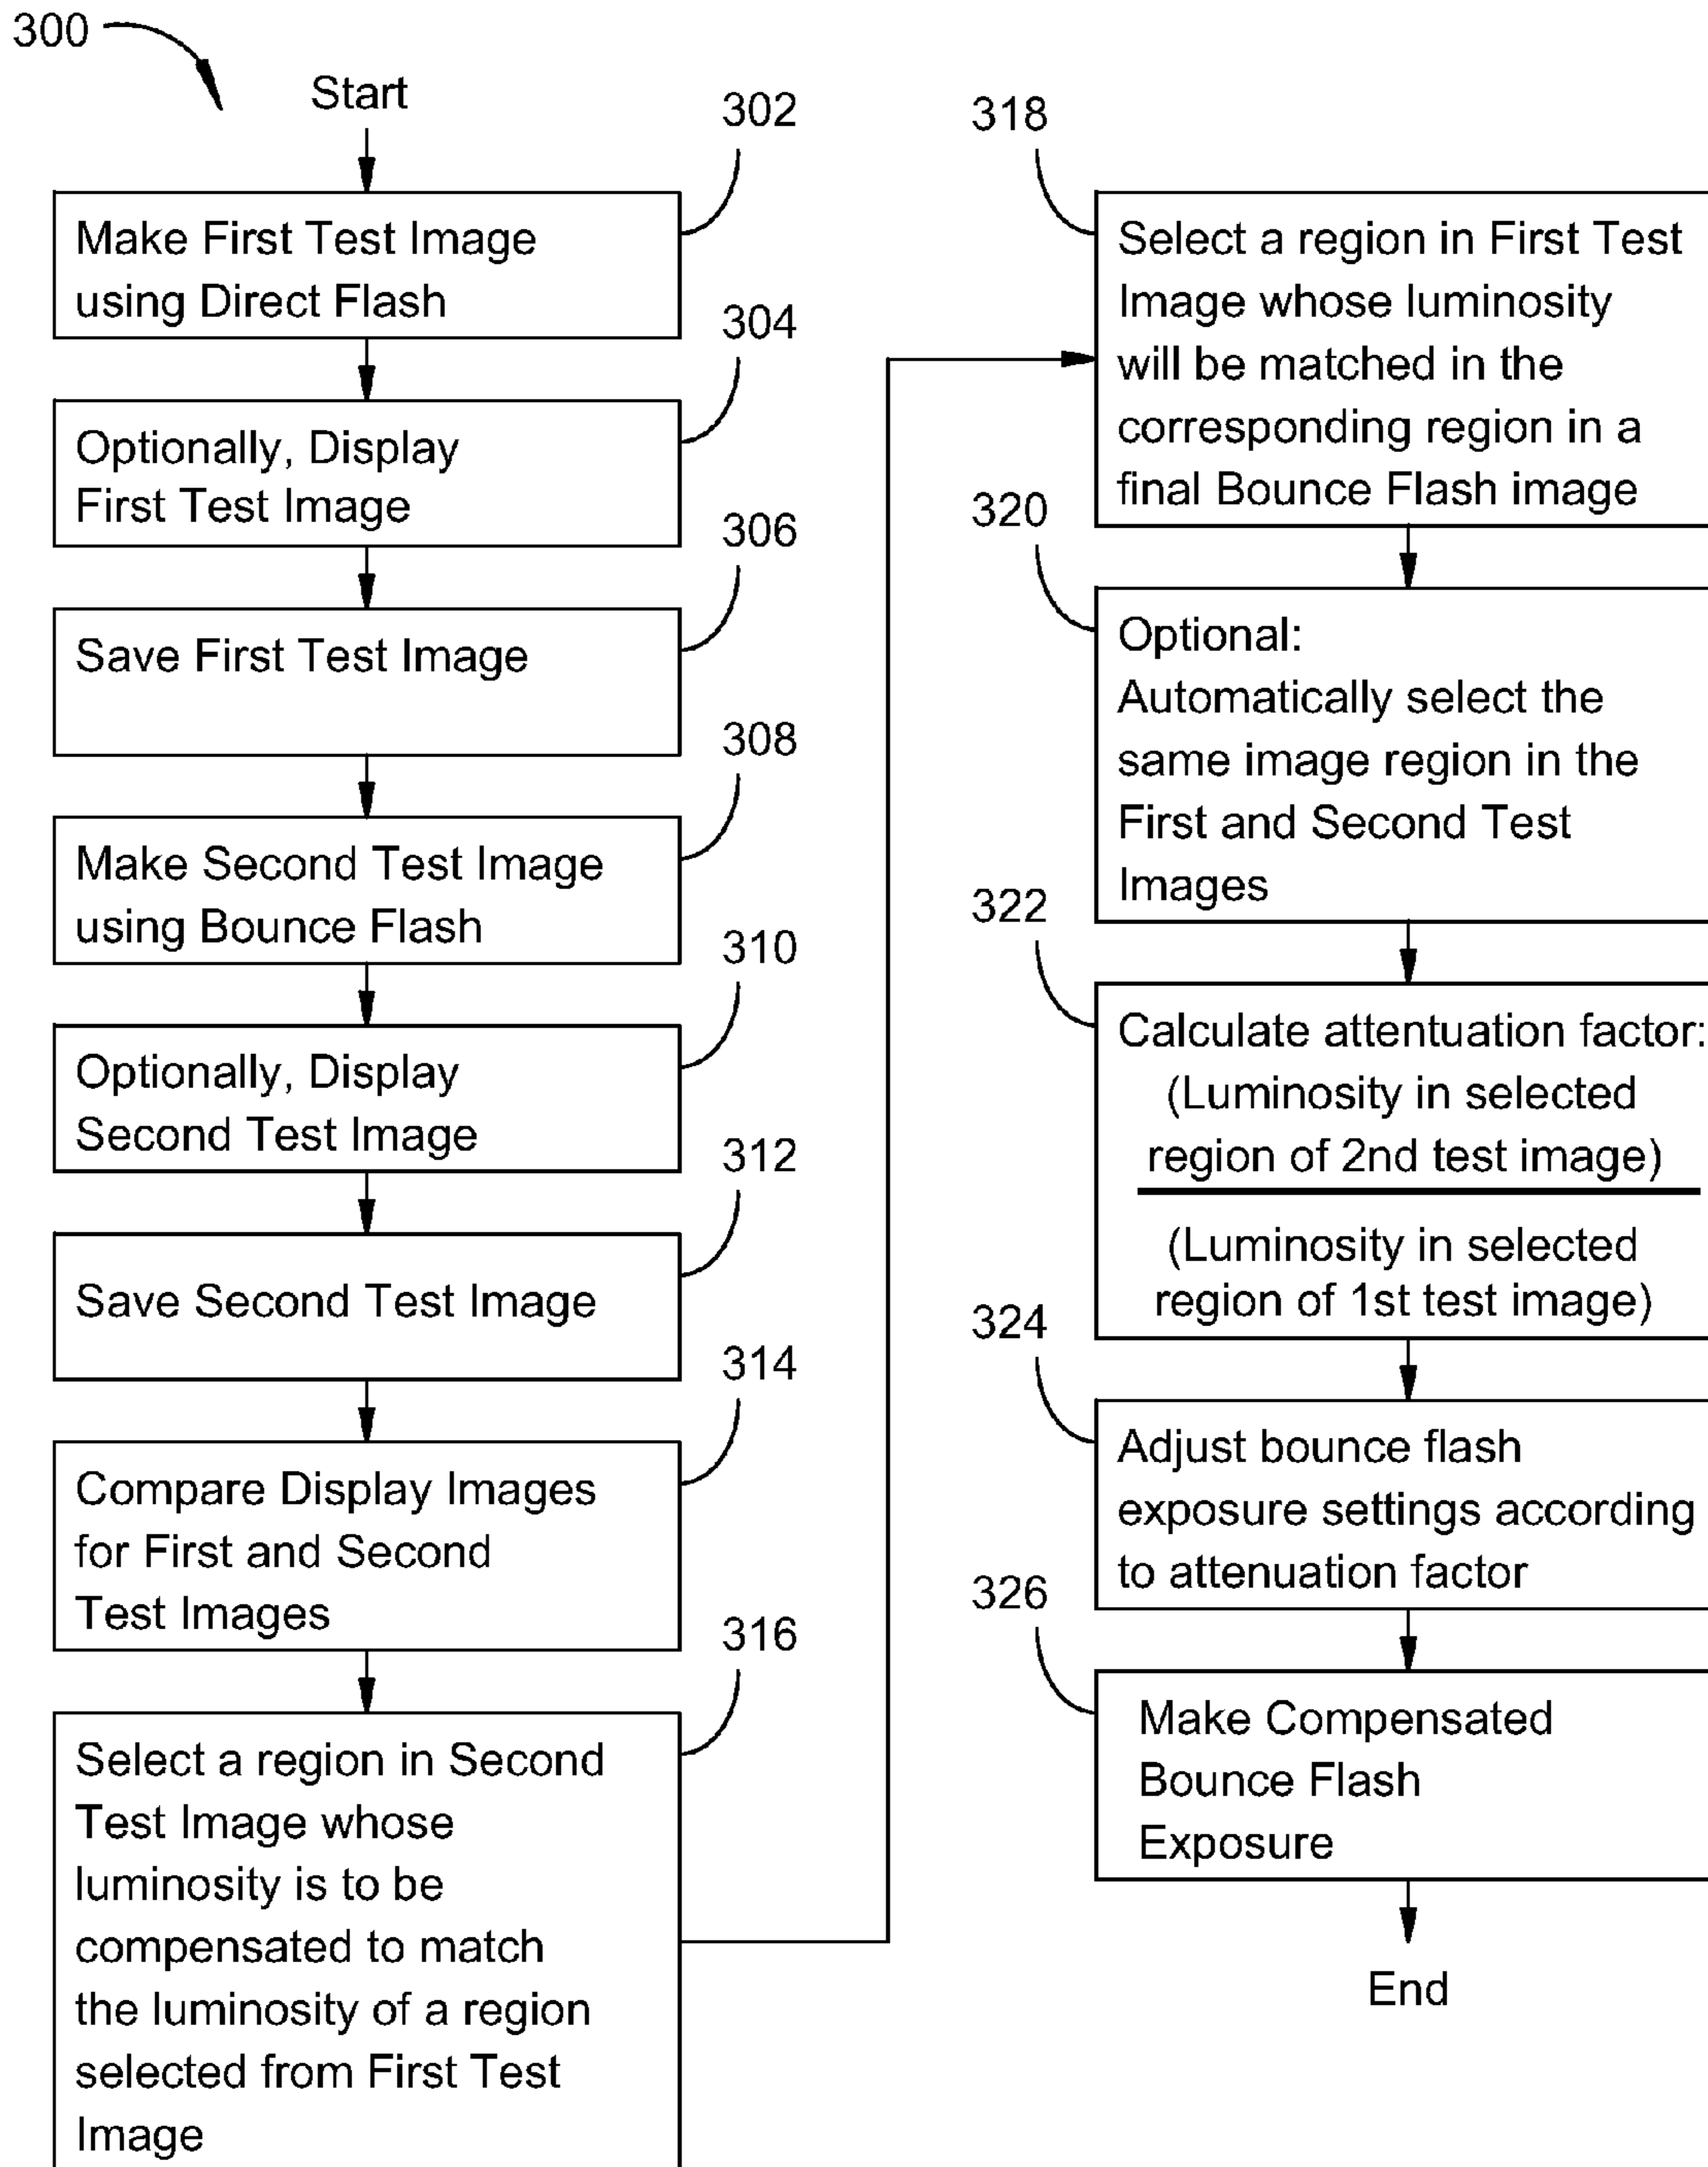 300
Start
302
Make First Test Image
using Direct Flash
304
Optionally, Display
First Test Image
306
Save First Test Image
308
Make Second Test Image
using Bounce Flash
310
Optionally, Display
Second Test Image
312
Save Second Test Image
314
Compare Display Images
for First and Second
Test Images
316
Select a region in Second
Test Image whose
luminosity is to be
compensated to match
the luminosity of a region
selected from First Test
Image
318
Select a region in First Test
Image whose luminosity
will be matched in the
corresponding region in a
final Bounce Flash image
320
Optional:
Automatically select the
same image region in the
First and Second Test
Images
322
Calculate attentuation factor:
(Luminosity in selected
region of 2nd test image)
(Luminosity in selected
region of 1st test image)
324
Adjust bounce flash
exposure settings according
to attenuation factor
326
Make Compensated
Bounce Flash
Exposure
End